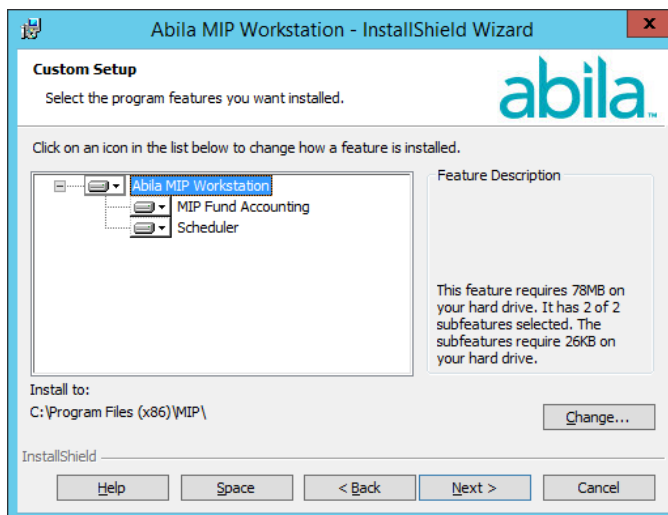 Abila MIP Workstation - InstallShield Wizard
x
Custom Setup
Select the program features you want installed.
abila™
Click on an icon in the list below to change how a feature is installed.
Abila MIP Workstation
MIP Fund Accounting
Scheduler
Feature Description
This feature requires 78MB on
your hard drive. It has 2 of 2
subfeatures selected. The
subfeatures require 26KB on
your hard drive.
Install to:
C:\Program Files (x86)\MIP\
Change...
InstallShield
Help
Space
< Back
Next >
Cancel